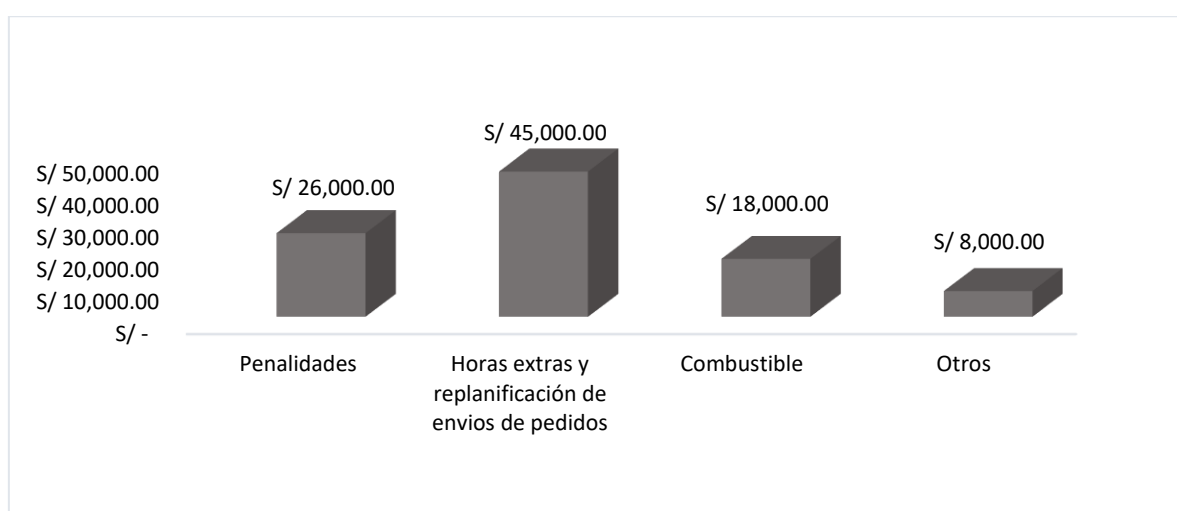 S/ 50,000.00
S/ 40,000.00
S/ 30,000.00
S/ 20,000.00
S/ 10,000.00
S/ -
S/ 26,000.00
S/ 45,000.00
S/ 18,000.00
S/ 8,000.00
Penalidades
Horas extras y
replanificación de
envios de pedidos
Combustible
Otros